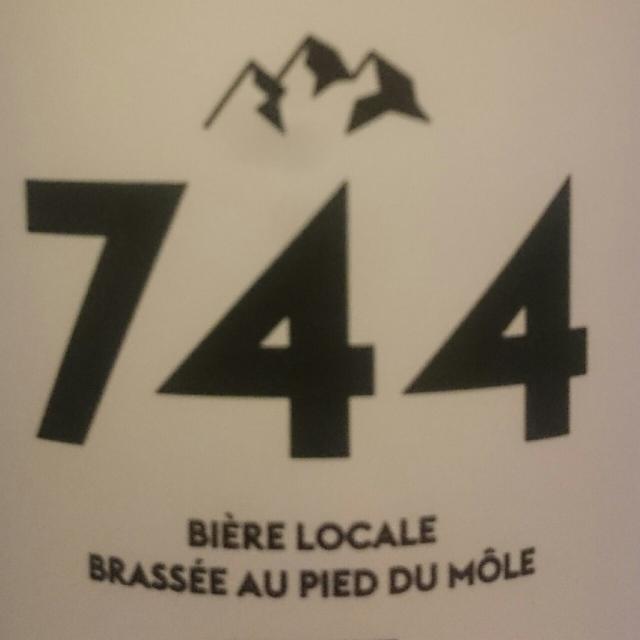 744
BIÈRE LOCALE
BRASSÉE AU PIED DU MÔLE